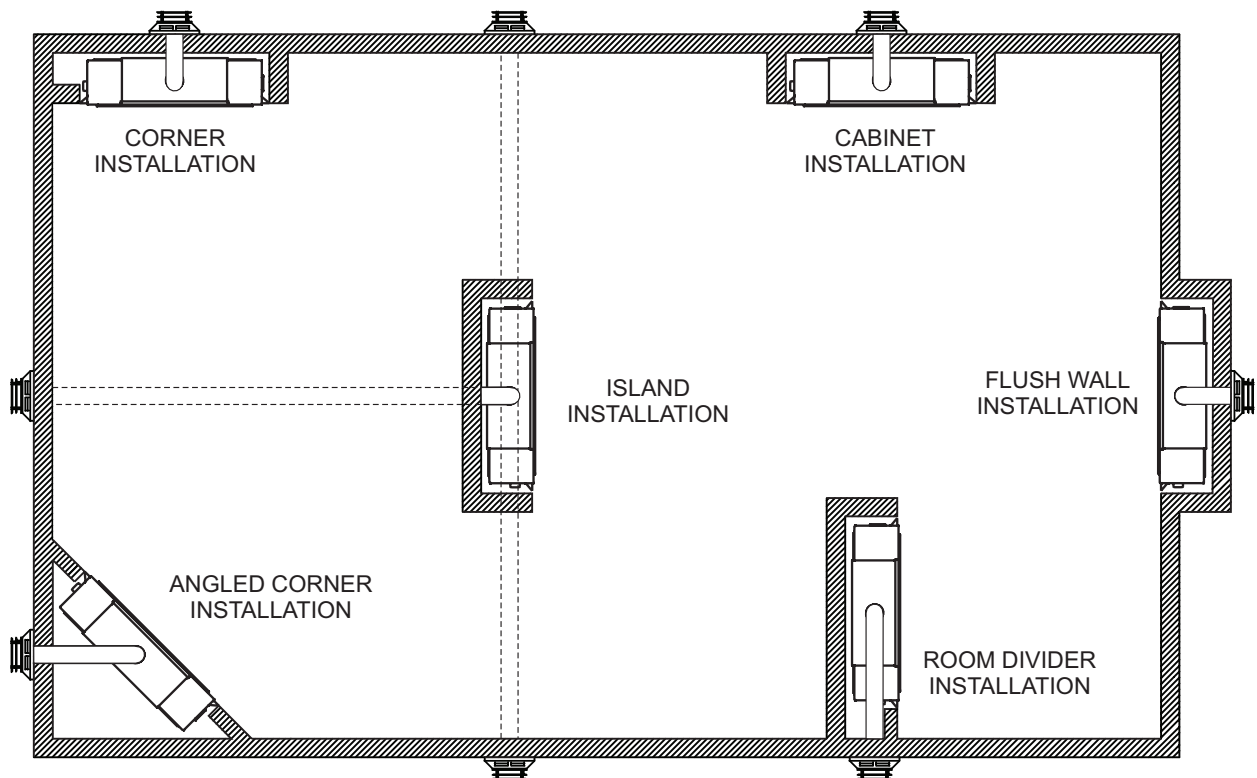 CORNER
INSTALLATION
CABINET
INSTALLATION
ISLAND
INSTALLATION
FLUSH WALL
INSTALLATION
ANGLED CORNER
INSTALLATION
ROOM DIVIDER
INSTALLATION